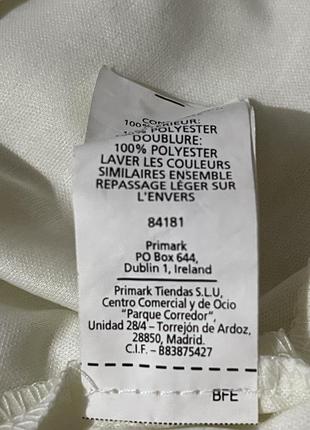 100% POLYESTER
DOUBLURE:
100% POLYESTER
LAVER LES COULEURS
SIMILAIRES ENSEMBLE
REPASSAGE LÉGER SUR
L'ENVERS
84181
Primark
PO Box 644,
Dublin 1, Ireland
Primark Tiendas S.L.U,
Centro Comercial y de Ocio
"Parque Corredor",
Unidad 28/4 – Torrejón de Ardoz,
28850, Madrid.
C.I.F. – B83875427
BFE